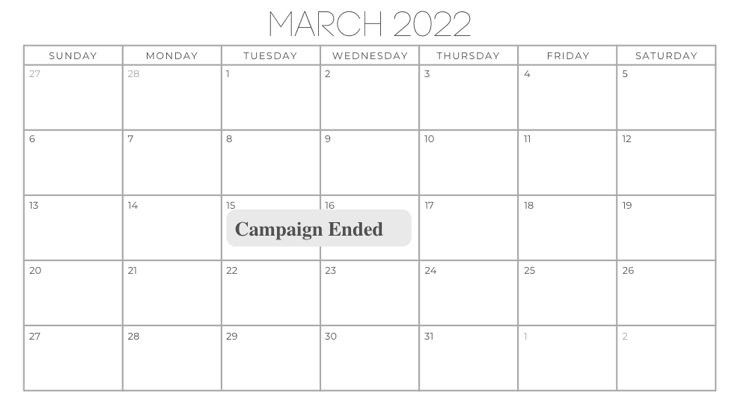 MARCH 2022
SUNDAY MONDAY TUESDAY WEDNESDAY THURSDAY FRIDAY SATURDAY
27 28 1 2 3 4 5
6 7 8 9 10 11 12
13 14 15 16 17 18 19
Campaign Ended
20 21 22 23 24 25 26
27 28 29 30 31 1 2